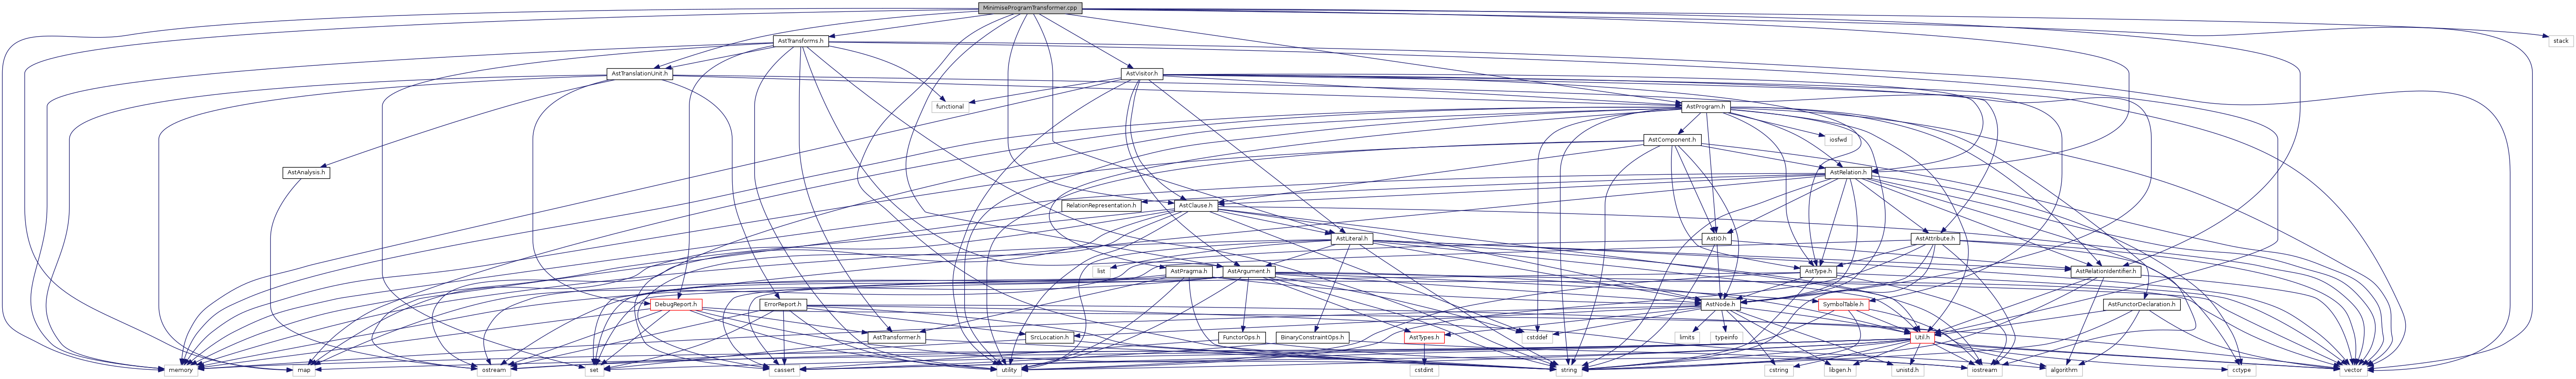 MinimiseProgramTransformer.cpp
AstTransforms.h
stack
AstTranslationUnit.h
AstVisitor.h
functional
AstProgram.h
AstComponent.h
iosfwd
AstAnalysis.h
AstRelation.h
RelationRepresentation.h
AstClause.h
AstLiteral.h
AstIO.h
AstAttribute.h
list
AstPragma.h
AstArgument.h
AstType.h
AstRelationIdentifier.h
DebugReport.h
ErrorReport.h
AstNode.h
SymbolTable.h
AstFunctorDeclaration.h
AstTransformer.h
SrcLocation.h
FunctorOps.h
BinaryConstraintOps.h
AstTypes.h
cstddef
limits
typeinfo
Util.h
memory
map
ostream
set
cassert
utility
string
cstdint
cstring
libgen.h
unistd.h
iostream
algorithm
cctype
vector